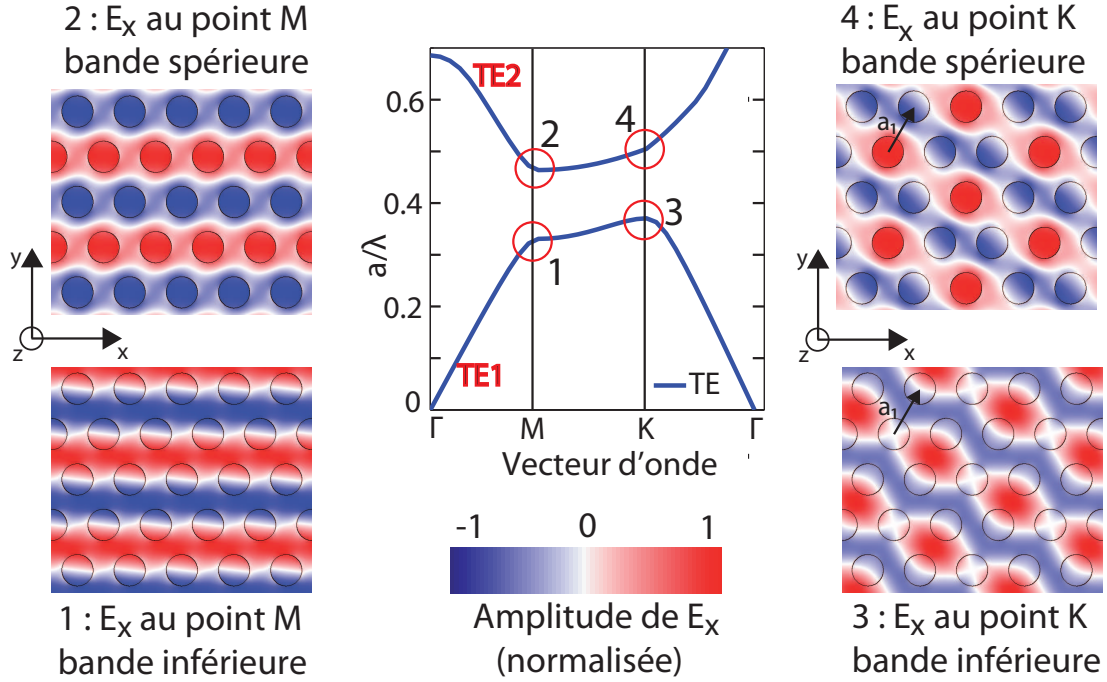 2 : Ex au point M
bande spérieure
y
z
x
1 : Ex au point M
bande inférieure
TE2
TE1
2
4
1
3
0.6
0.4
0.2
0
a/λ
TE
Γ
M
K
Γ
Vecteur d'onde
-1
0
1
Amplitude de Ex
(normalisée)
4 : Ex au point K
bande spérieure
a1
y
z
x
a1
3 : Ex au point K
bande inférieure